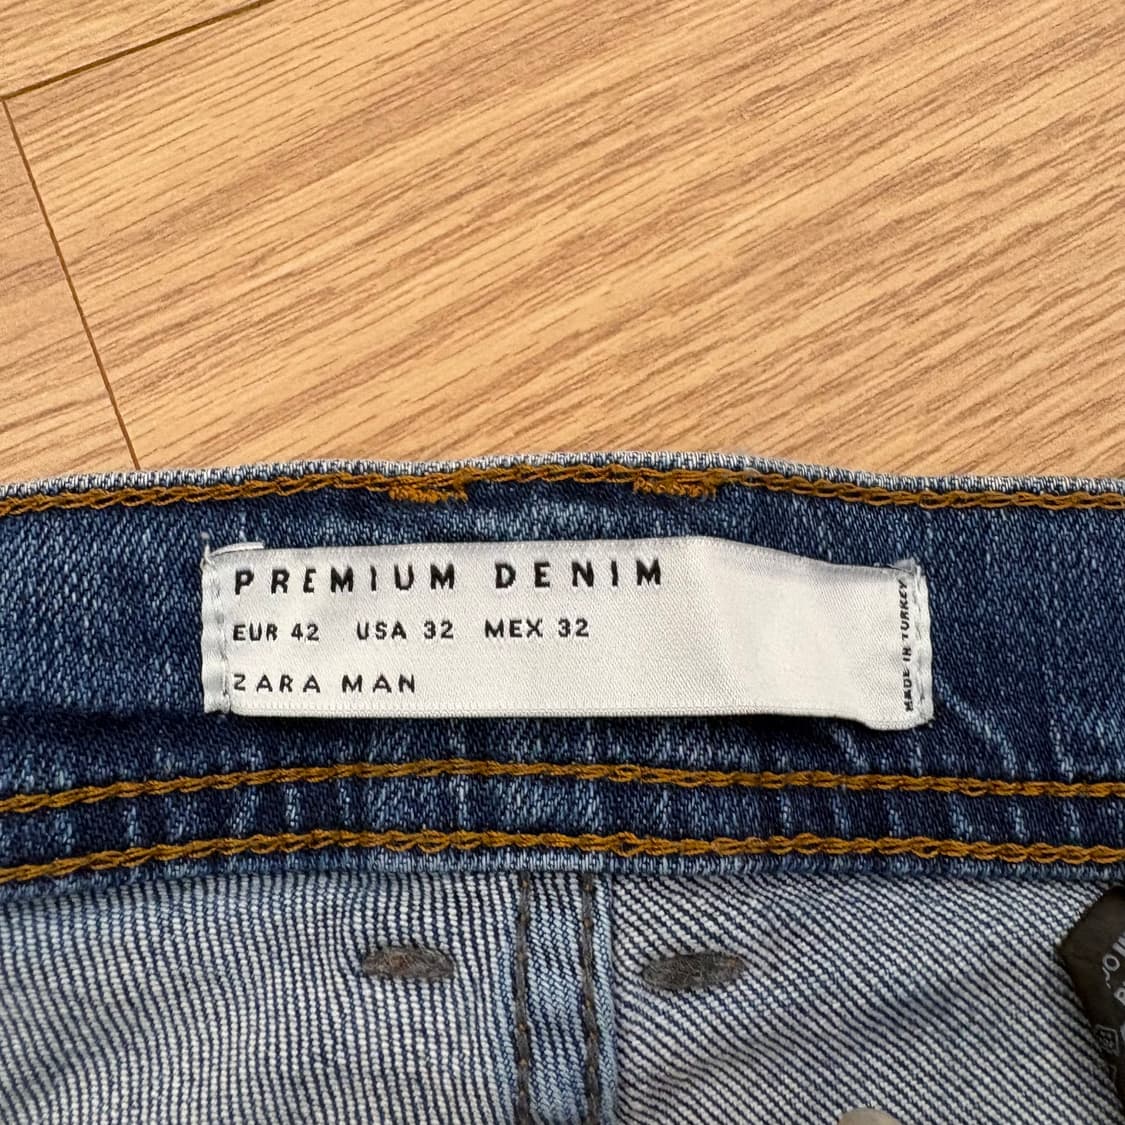 PREMIUM DENIM
EUR 42 USA 32 MEX 32
ZARA MAN
MADE IN TURKEY